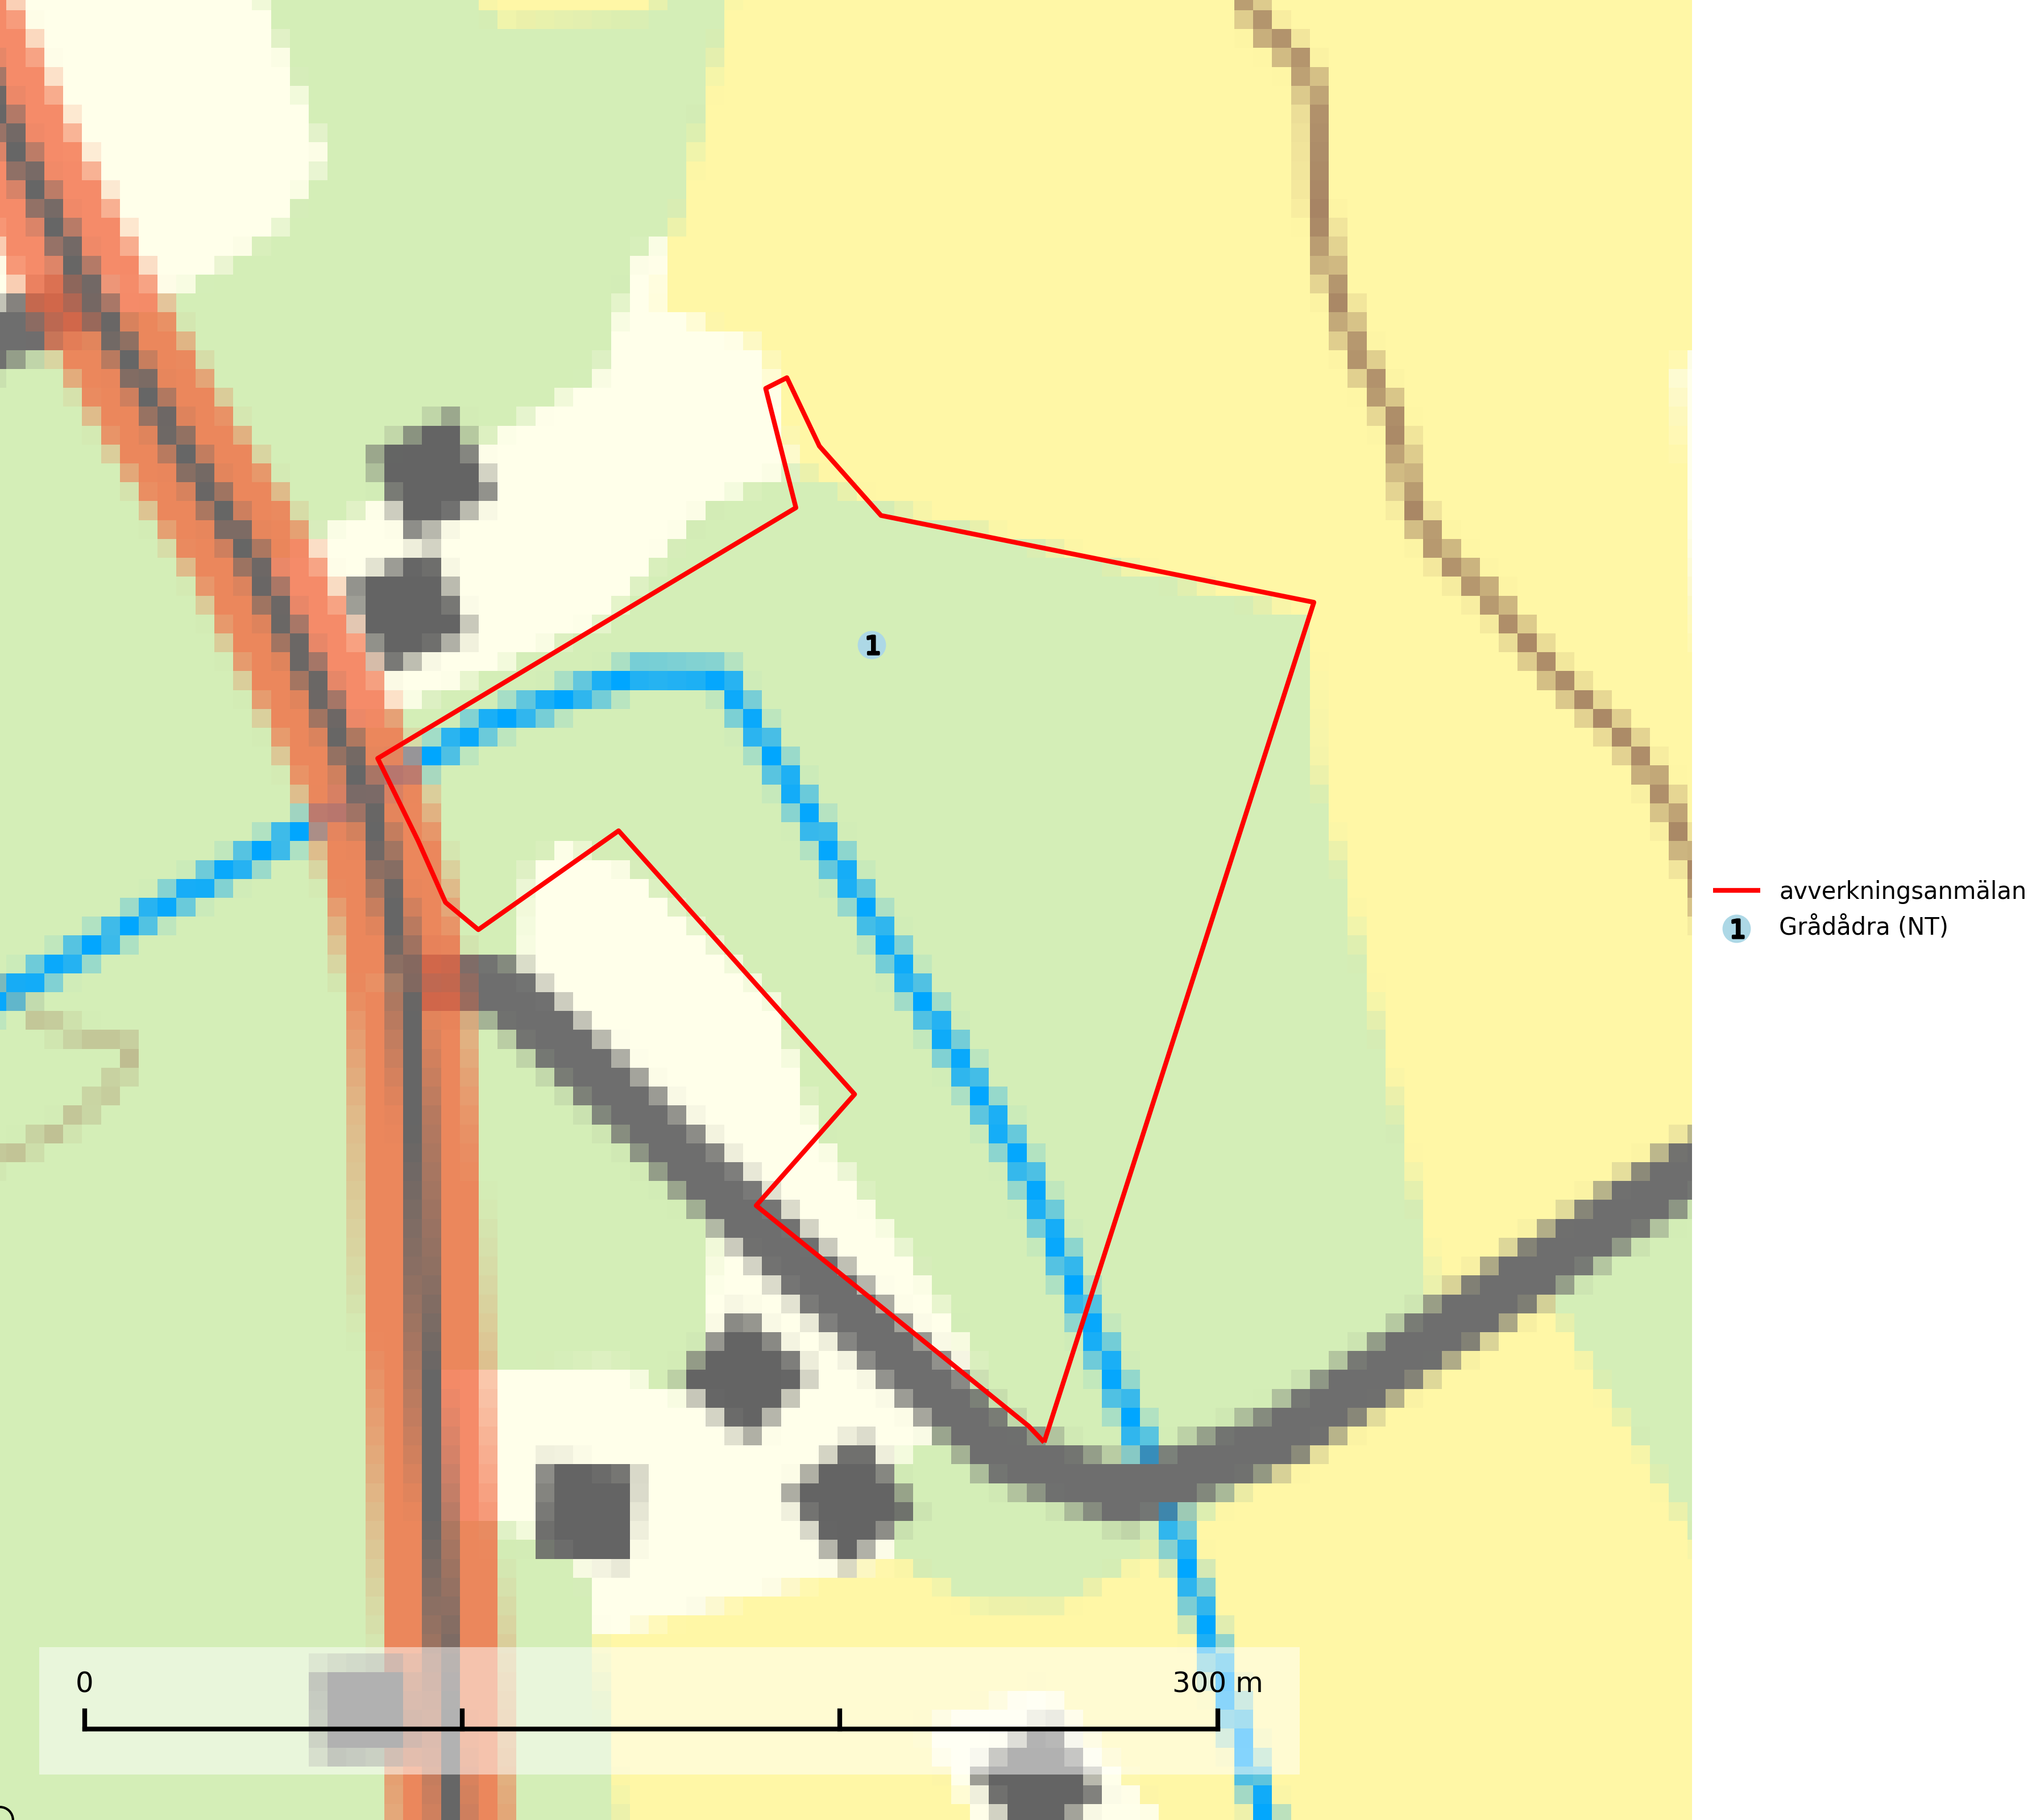 1
avverkningsanmälan
1 Grådådra (NT)
0 300 m